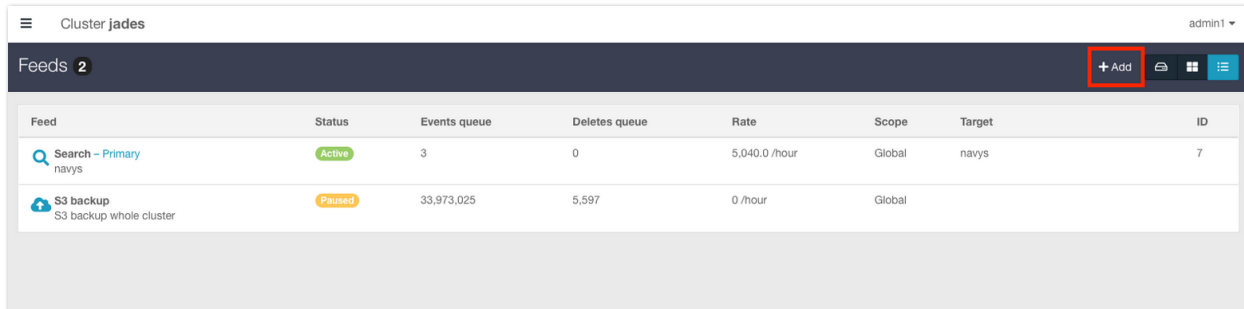 Cluster jades
admin1
Feeds 2
+ Add
Feed Status Events queue Deletes queue Rate Scope Target ID
Search – Primary Active 3 0 5,040.0 /hour Global navys 7
navys
S3 backup Paused 33,973,025 5,597 0 /hour Global
S3 backup whole cluster